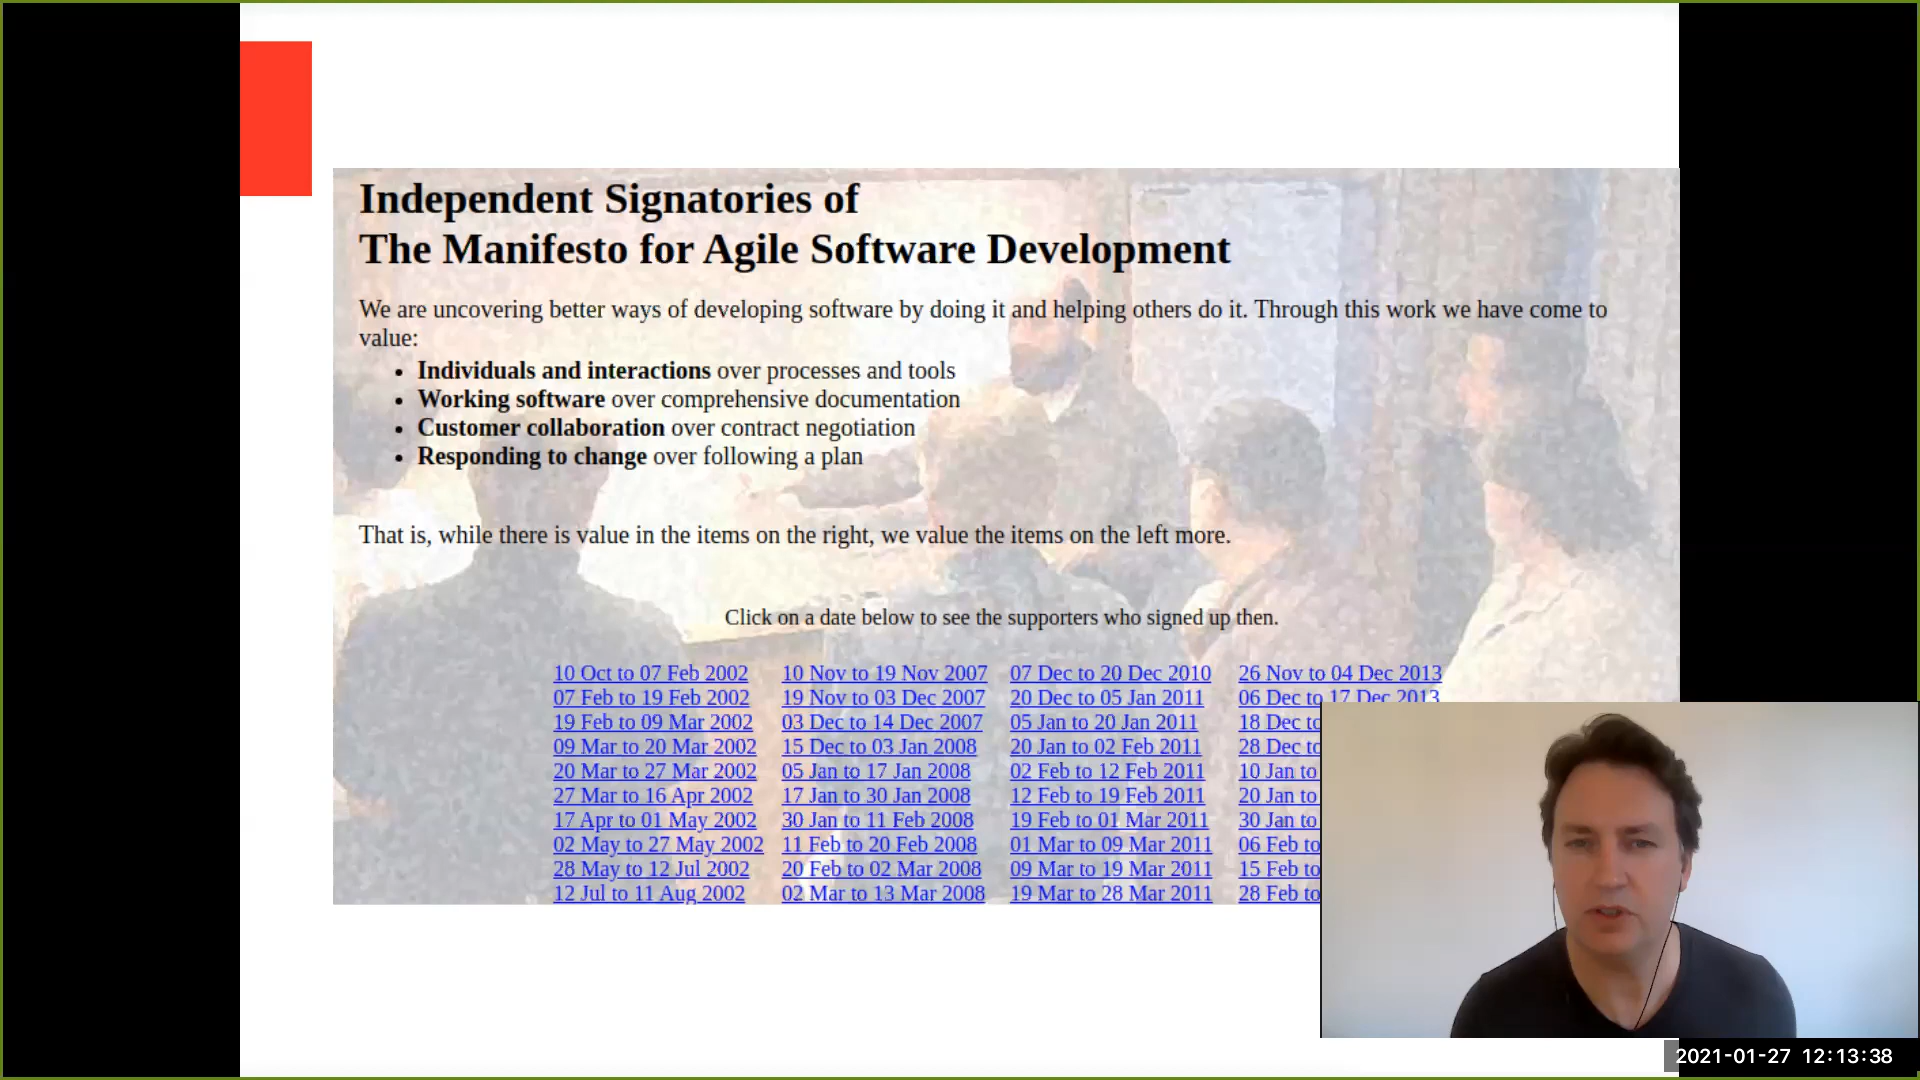 Independent Signatories of
The Manifesto for Agile Software Development
We are uncovering better ways of developing software by doing it and helping others do it. Through this work we have come to
value:
• Individuals and interactions over processes and tools
• Working software over comprehensive documentation
• Customer collaboration over contract negotiation
• Responding to change over following a plan
That is, while there is value in the items on the right, we value the items on the left more.
Click on a date below to see the supporters who signed up then.
10 Oct to 07 Feb 2002 10 Nov to 19 Nov 2007 07 Dec to 20 Dec 2010 26 Nov to 04 Dec 2013
07 Feb to 19 Feb 2002 19 Nov to 03 Dec 2007 20 Dec to 05 Jan 2011 06 Dec to 17 Dec 2013
19 Feb to 09 Mar 2002 03 Dec to 14 Dec 2007 05 Jan to 20 Jan 2011 18 Dec to
09 Mar to 20 Mar 2002 15 Dec to 03 Jan 2008 20 Jan to 02 Feb 2011 28 Dec to
20 Mar to 27 Mar 2002 05 Jan to 17 Jan 2008 02 Feb to 12 Feb 2011 10 Jan to
27 Mar to 16 Apr 2002 17 Jan to 30 Jan 2008 12 Feb to 19 Feb 2011 20 Jan to
17 Apr to 01 May 2002 30 Jan to 11 Feb 2008 19 Feb to 01 Mar 2011 30 Jan to
02 May to 27 May 2002 11 Feb to 20 Feb 2008 01 Mar to 09 Mar 2011 06 Feb to
28 May to 12 Jul 2002 20 Feb to 02 Mar 2008 09 Mar to 19 Mar 2011 15 Feb to
12 Jul to 11 Aug 2002 02 Mar to 13 Mar 2008 19 Mar to 28 Mar 2011 28 Feb to
2021-01-27 12:13:38